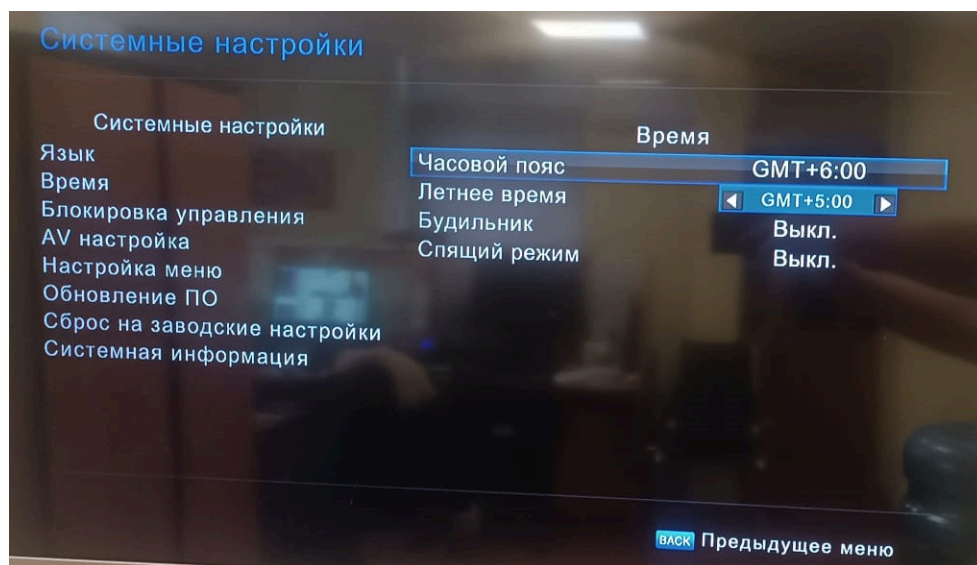 Системные настройки
Системные настройки
Язык
Время
Блокировка управления
AV настройка
Настройка меню
Обновление ПО
Сброс на заводские настройки
Системная информация
Время
Часовой пояс GMT+6:00
Летнее время GMT+5:00
Будильник Выкл.
Спящий режим Выкл.
BACK Предыдущее меню